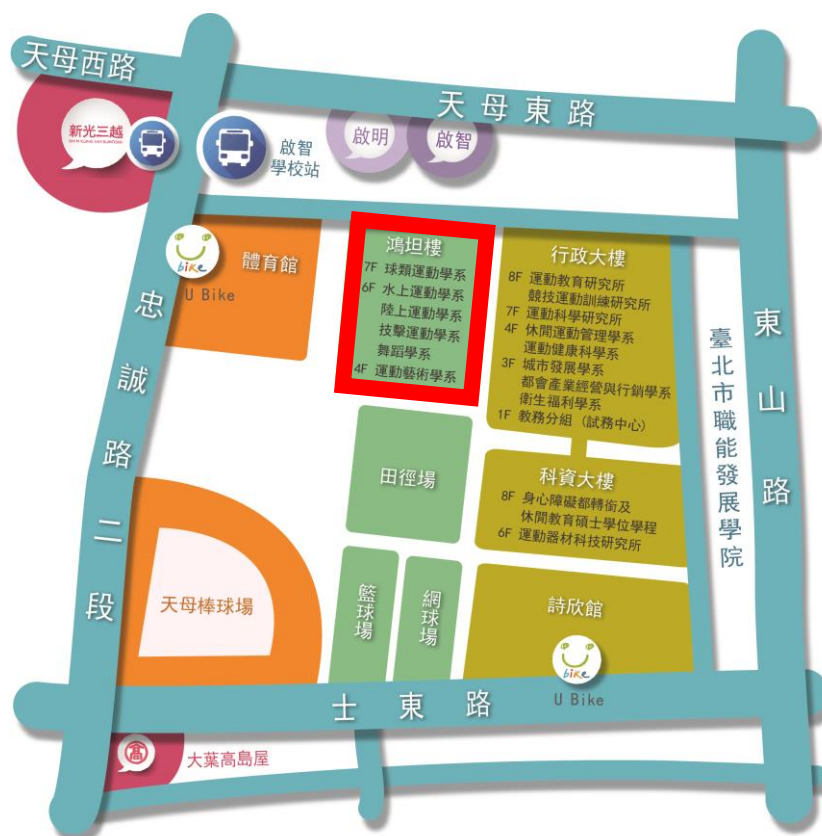 天母西路
天母東路
新光三越
啟智
學校站
啟明
啟智
bike
U Bike
體育館
鴻坦樓
7F 球類運動學系
6F 水上運動學系
陸上運動學系
技擊運動學系
舞蹈學系
4F 運動藝術學系
行政大樓
8F 運動教育研究所
競技運動訓練研究所
7F 運動科學研究所
4F 休閒運動管理學系
運動健康科學系
3F 城市發展學系
都會產業經營與行銷學系
衛生福利學系
1F 教務分組 (試務中心)
忠誠路二段
臺北市職能發展學院
東山路
田徑場
科資大樓
8F 身心障礙都轉銜及
休閒教育碩士學位學程
6F 運動器材科技研究所
天母棒球場
籃球場
網球場
詩欣館
bike
U Bike
士東路
髙
大葉高島屋